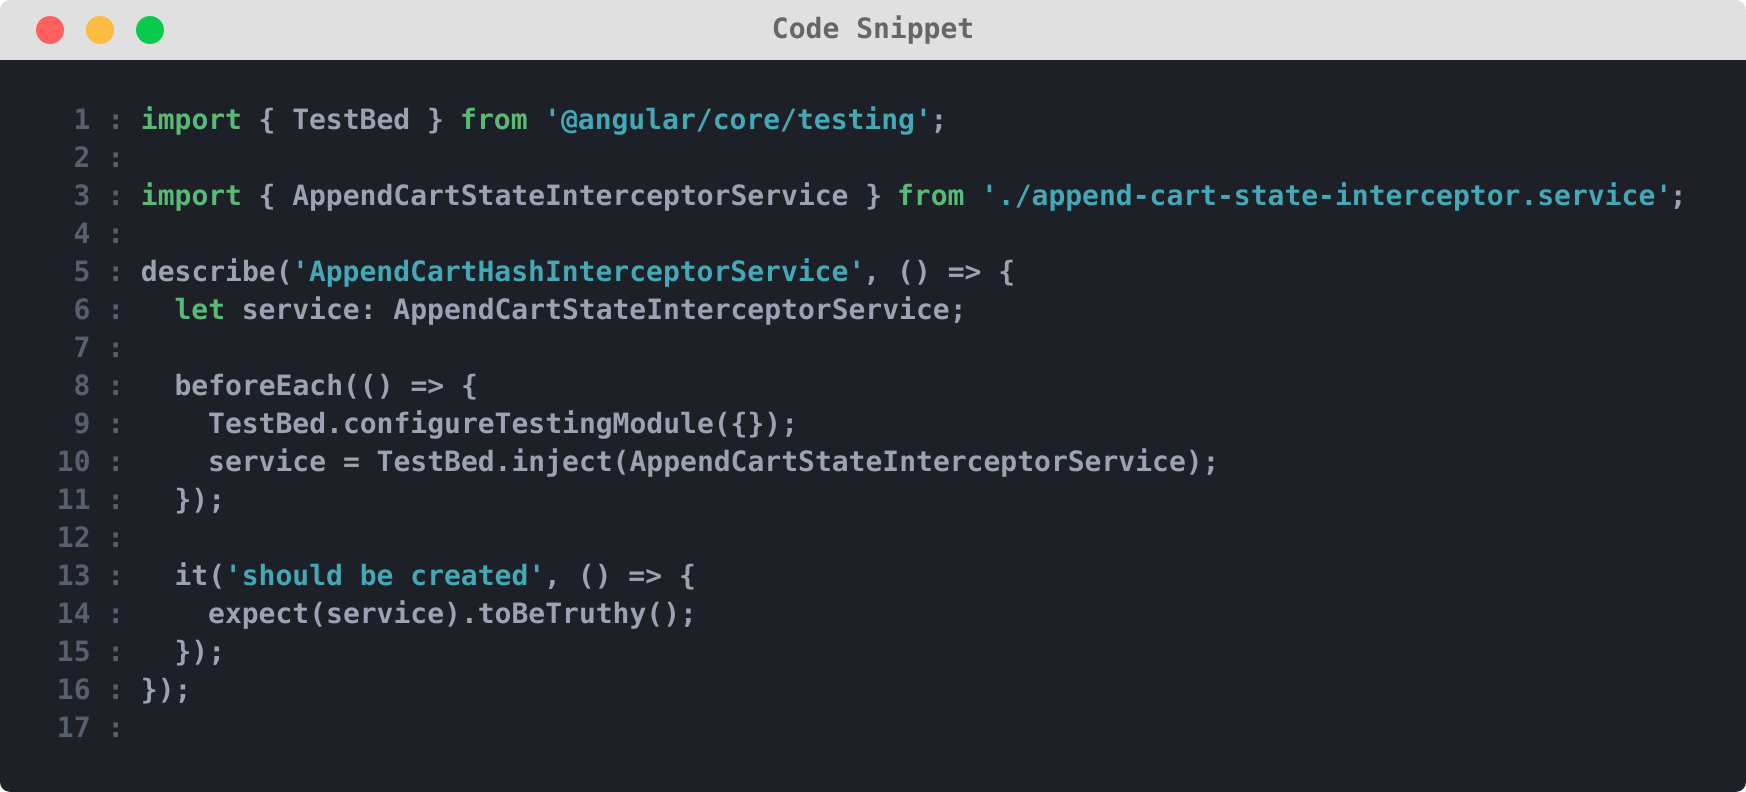 Code Snippet
1 : import { TestBed } from '@angular/core/testing';
2 :
3 : import { AppendCartStateInterceptorService } from './append-cart-state-interceptor.service';
4 :
5 : describe('AppendCartHashInterceptorService', () => {
6 :   let service: AppendCartStateInterceptorService;
7 :
8 :   beforeEach(() => {
9 :     TestBed.configureTestingModule({});
10 :     service = TestBed.inject(AppendCartStateInterceptorService);
11 :   });
12 :
13 :   it('should be created', () => {
14 :     expect(service).toBeTruthy();
15 :   });
16 : });
17 :